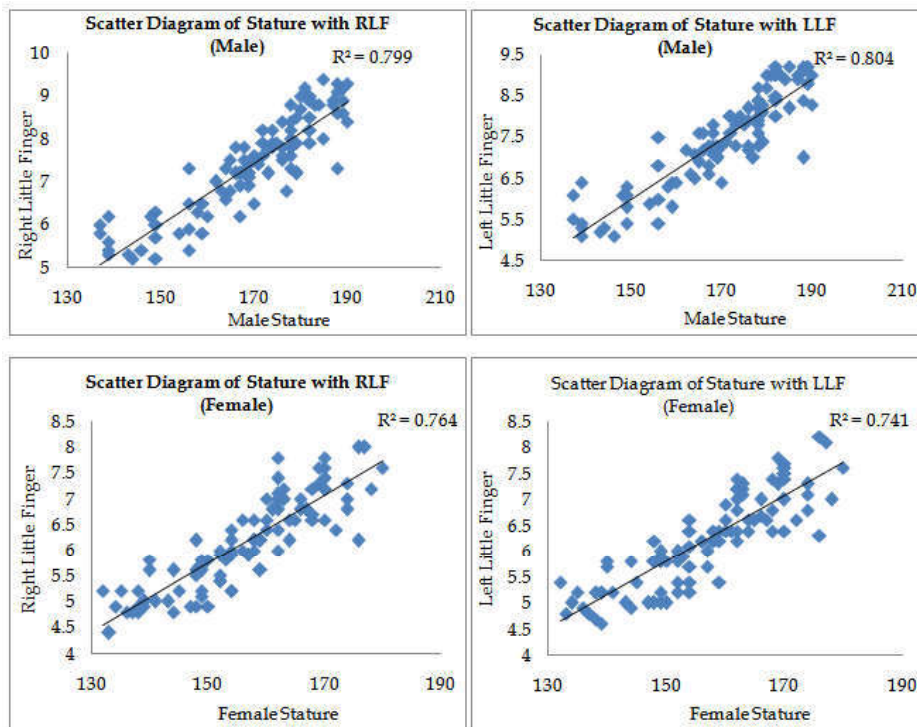 Scatter Diagram of Stature with RLF
(Male)
R² = 0.799
Right Little Finger
10
9
8
7
6
5
130 150 170 190 210
Male Stature
Scatter Diagram of Stature with LLF
(Male)
R² = 0.804
Left Little Finger
9.5
8.5
7.5
6.5
5.5
4.5
130 150 170 190 210
Male Stature
Scatter Diagram of Stature with RLF
(Female)
R² = 0.764
Right Little Finger
8.5
8
7.5
7
6.5
6
5.5
5
4.5
4
130 150 170 190
Female Stature
Scatter Diagram of Stature with LLF
(Female)
R² = 0.741
Left Little Finger
8.5
8
7.5
7
6.5
6
5.5
5
4.5
4
130 150 170 190
Female Stature